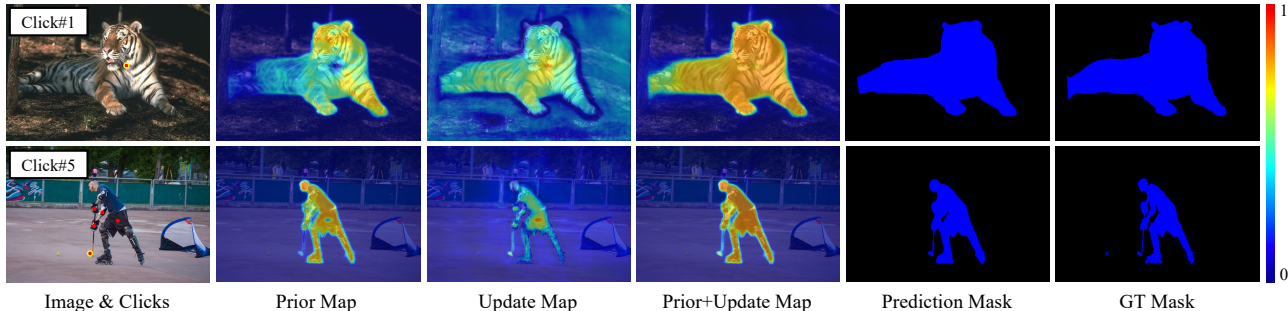 Click#1
1
Click#5
0
Image & Clicks
Prior Map
Update Map
Prior+Update Map
Prediction Mask
GT Mask